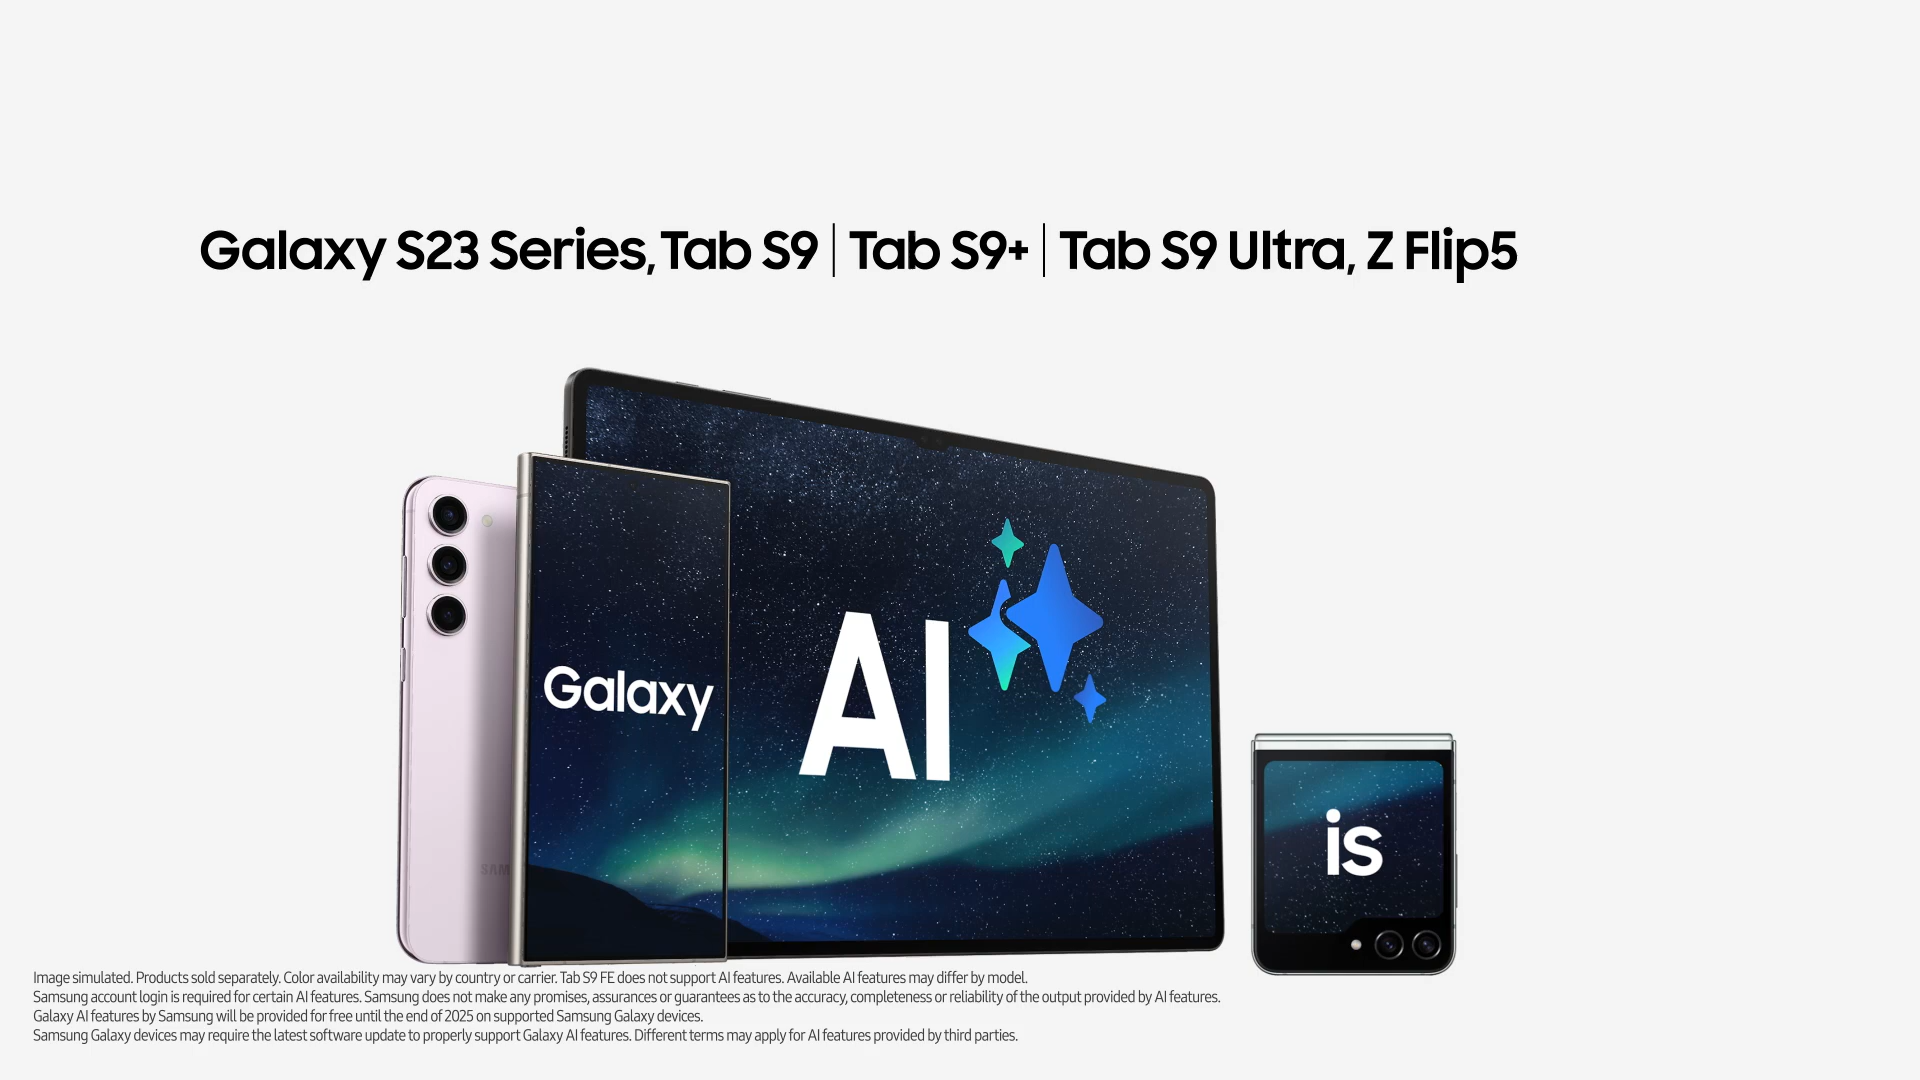 Galaxy S23 Series, Tab S9 | Tab S9+ | Tab S9 Ultra, Z Flip5
Galaxy
AI
is
SAM
Image simulated. Products sold separately. Color availability may vary by country or carrier. Tab S9 FE does not support AI features. Available AI features may differ by model.
Samsung account login is required for certain AI features. Samsung does not make any promises, assurances or guarantees as to the accuracy, completeness or reliability of the output provided by AI features.
Galaxy AI features by Samsung will be provided for free until the end of 2025 on supported Samsung Galaxy devices.
Samsung Galaxy devices may require the latest software update to properly support Galaxy AI features. Different terms may apply for AI features provided by third parties.